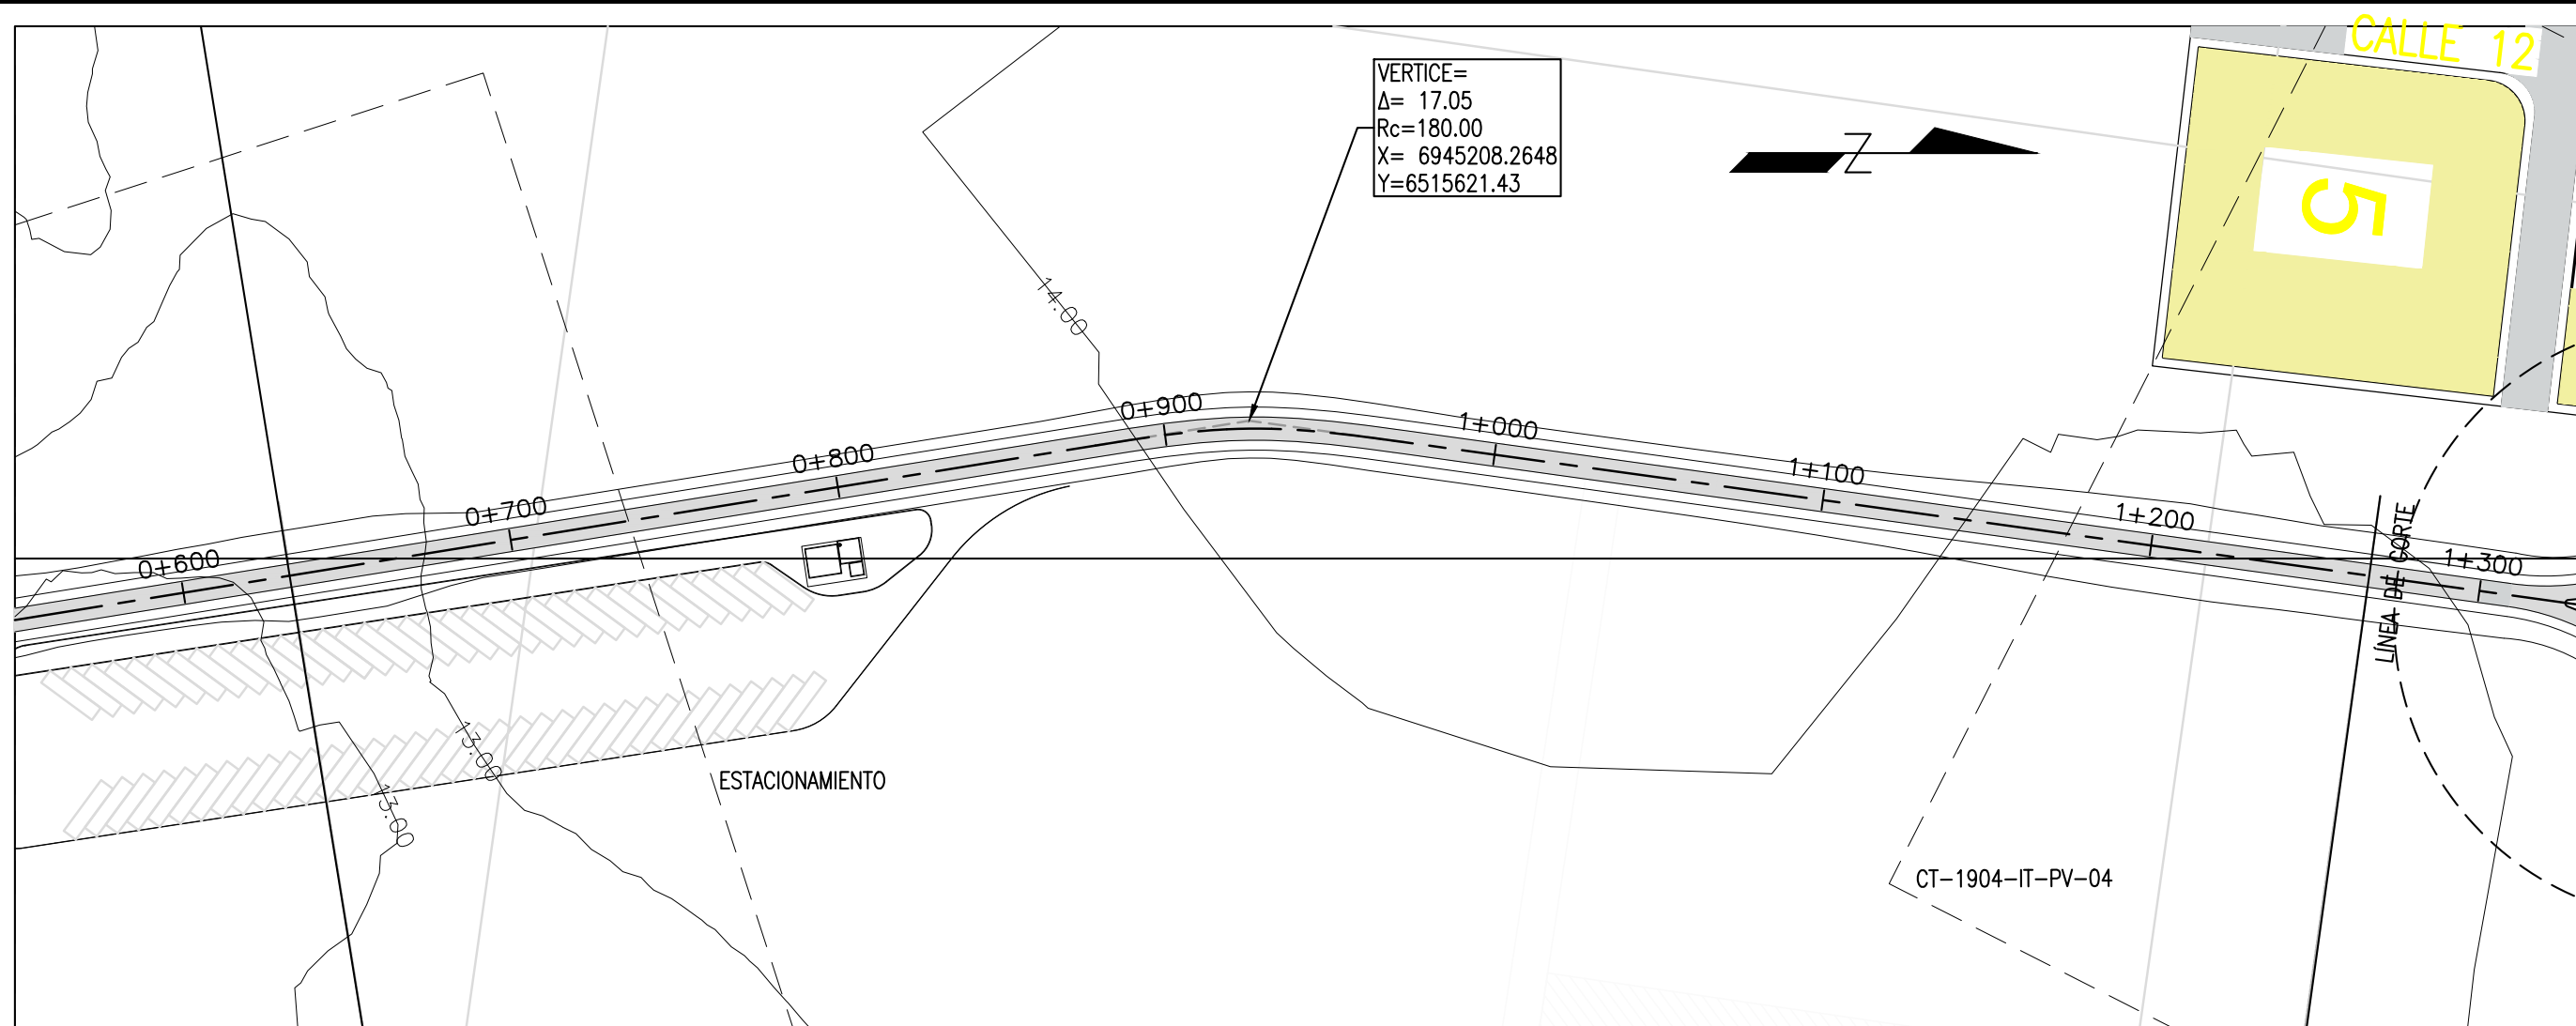 CALLE 12
VERTICE=
Δ= 17.05
Rc=180.00
X= 6945208.2648
Y=6515621.43
Z
5
14.00
0+600
0+700
0+800
0+900
1+000
1+100
1+200
1+300
LÍNEA DE CORTE
13.00
13.00
ESTACIONAMIENTO
CT-1904-IT-PV-04